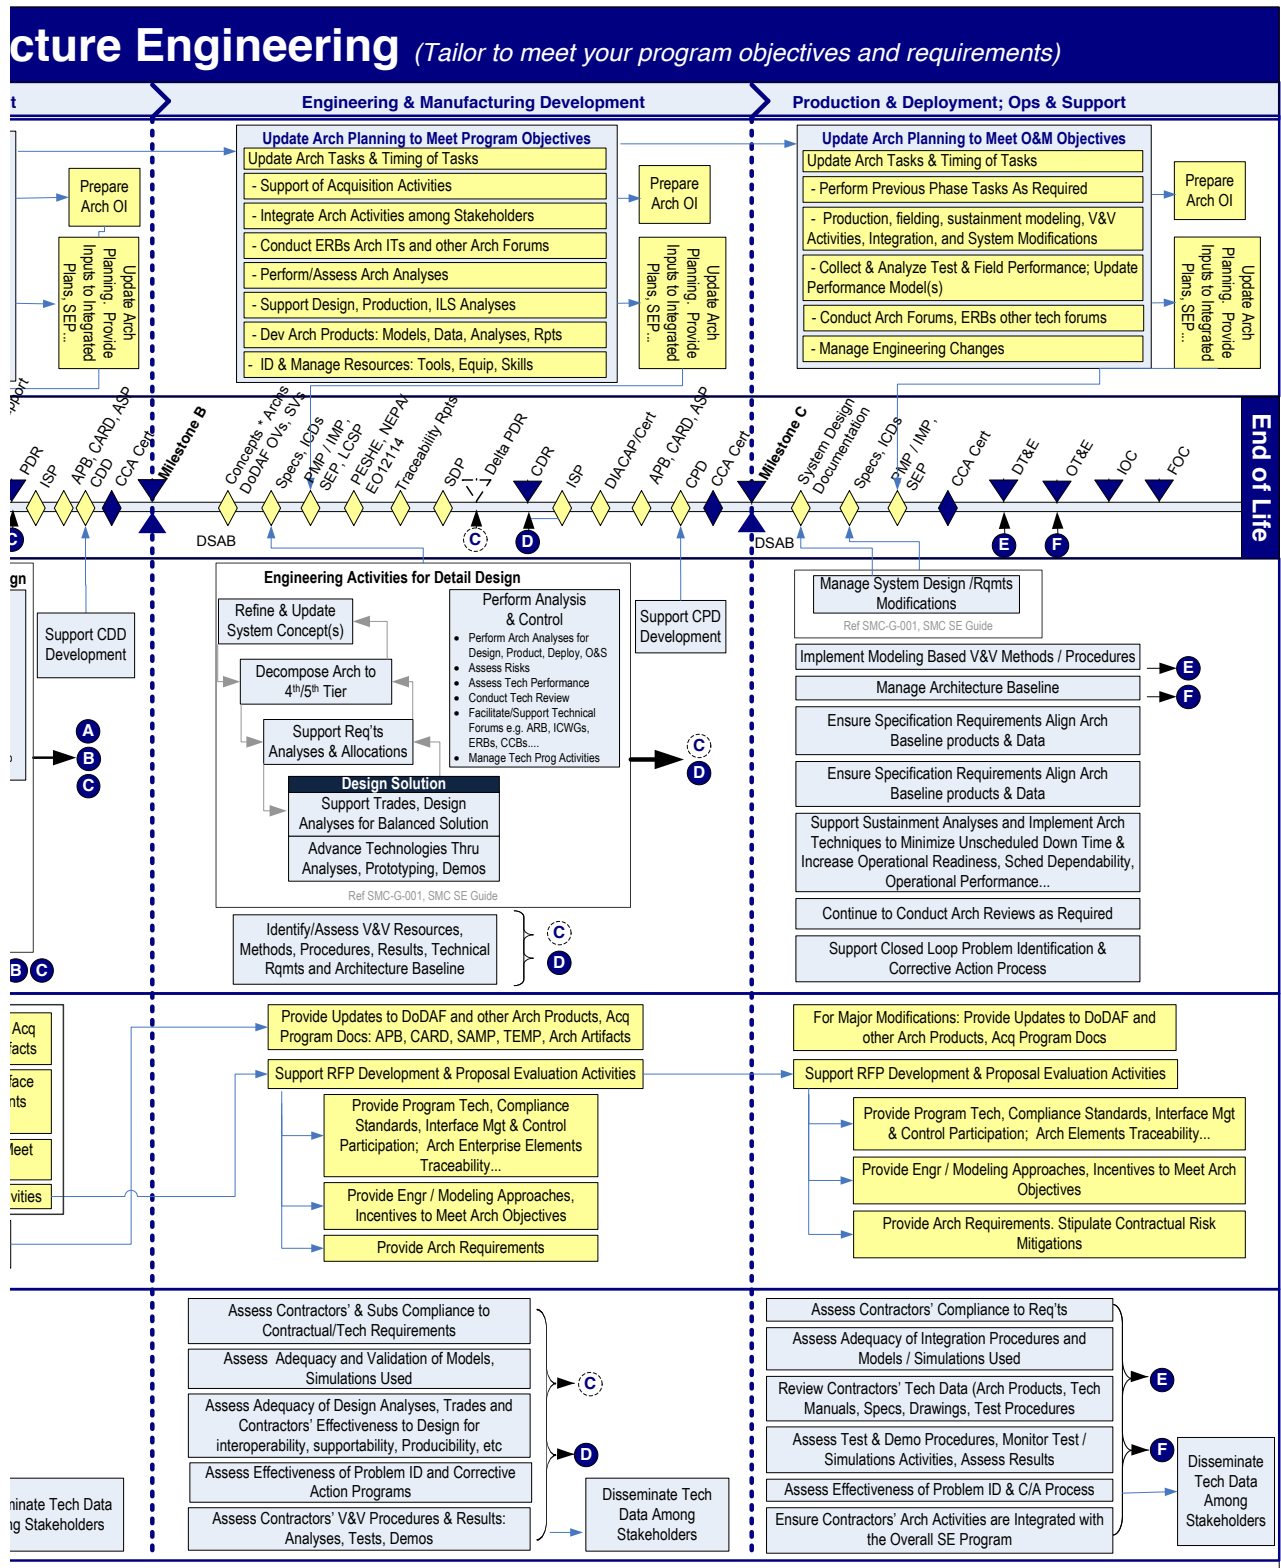 cture Engineering (Tailor to meet your program objectives and requirements)
t
Engineering & Manufacturing Development
Production & Deployment; Ops & Support
Prepare
Arch OI
Update Arch
Planning. Provide
Inputs to Integrated
Plans, SEP...
Update Arch Planning to Meet Program Objectives
Update Arch Tasks & Timing of Tasks
- Support of Acquisition Activities
- Integrate Arch Activities among Stakeholders
- Conduct ERBs Arch ITs and other Arch Forums
- Perform/Assess Arch Analyses
- Support Design, Production, ILS Analyses
- Dev Arch Products: Models, Data, Analyses, Rpts
- ID & Manage Resources: Tools, Equip, Skills
Prepare
Arch OI
Update Arch
Planning. Provide
Inputs to Integrated
Plans, SEP...
Update Arch Planning to Meet O&M Objectives
Update Arch Tasks & Timing of Tasks
- Perform Previous Phase Tasks As Required
- Production, fielding, sustainment modeling, V&V
Activities, Integration, and System Modifications
- Collect & Analyze Test & Field Performance; Update
Performance Model(s)
- Conduct Arch Forums, ERBs other tech forums
- Manage Engineering Changes
Prepare
Arch OI
Update Arch
Planning. Provide
Inputs to Integrated
Plans, SEP...
PDR
ISP
APB, CARD, ASP
CDD
CCA Cert
Milestone B
Concepts * Archs
DoDAF OVs, SVs
Specs, ICDs
PMP / IMP,
SEP, LCSP
PESHE, NEPA/
EO12114
Traceability Rpts
SDP
Delta PDR
CDR
ISP
DIACAP/Cert
APB, CARD, ASP
CPD
CCA Cert
Milestone C
System Design
Documentation
Specs, ICDs
PMP / IMP,
SEP
CCA Cert
DT&E
OT&E
IOC
FOC
End of Life
DSAB
C
D
DSAB
E
F
gn
Support CDD
Development
A
B
C
B
C
Engineering Activities for Detail Design
Refine & Update
System Concept(s)
Decompose Arch to
4th/5th Tier
Support Req'ts
Analyses & Allocations
Design Solution
Support Trades, Design
Analyses for Balanced Solution
Advance Technologies Thru
Analyses, Prototyping, Demos
Perform Analysis
& Control
• Perform Arch Analyses for
Design, Product, Deploy, O&S
• Assess Risks
• Assess Tech Performance
• Conduct Tech Review
• Facilitate/Support Technical
Forums e.g. ARB, ICWGs,
ERBs, CCBs....
• Manage Tech Prog Activities
Ref SMC-G-001, SMC SE Guide
Support CPD
Development
C
D
Identify/Assess V&V Resources,
Methods, Procedures, Results, Technical
Rqmts and Architecture Baseline
C
D
Manage System Design /Rqmts
Modifications
Ref SMC-G-001, SMC SE Guide
Implement Modeling Based V&V Methods / Procedures
E
Manage Architecture Baseline
F
Ensure Specification Requirements Align Arch
Baseline products & Data
Ensure Specification Requirements Align Arch
Baseline products & Data
Support Sustainment Analyses and Implement Arch
Techniques to Minimize Unscheduled Down Time &
Increase Operational Readiness, Sched Dependability,
Operational Performance...
Continue to Conduct Arch Reviews as Required
Support Closed Loop Problem Identification &
Corrective Action Process
Acq
facts
face
nts
Meet
vities
Provide Updates to DoDAF and other Arch Products, Acq
Program Docs: APB, CARD, SAMP, TEMP, Arch Artifacts
Support RFP Development & Proposal Evaluation Activities
Provide Program Tech, Compliance
Standards, Interface Mgt & Control
Participation; Arch Enterprise Elements
Traceability...
Provide Engr / Modeling Approaches,
Incentives to Meet Arch Objectives
Provide Arch Requirements
For Major Modifications: Provide Updates to DoDAF and
other Arch Products, Acq Program Docs
Support RFP Development & Proposal Evaluation Activities
Provide Program Tech, Compliance Standards, Interface Mgt
& Control Participation; Arch Elements Traceability...
Provide Engr / Modeling Approaches, Incentives to Meet Arch
Objectives
Provide Arch Requirements. Stipulate Contractual Risk
Mitigations
minate Tech Data
ng Stakeholders
Assess Contractors' & Subs Compliance to
Contractual/Tech Requirements
Assess Adequacy and Validation of Models,
Simulations Used
Assess Adequacy of Design Analyses, Trades and
Contractors' Effectiveness to Design for
interoperability, supportability, Producibility, etc
Assess Effectiveness of Problem ID and Corrective
Action Programs
Assess Contractors' V&V Procedures & Results:
Analyses, Tests, Demos
C
D
Disseminate Tech
Data Among
Stakeholders
Assess Contractors' Compliance to Req'ts
Assess Adequacy of Integration Procedures and
Models / Simulations Used
Review Contractors' Tech Data (Arch Products, Tech
Manuals, Specs, Drawings, Test Procedures
Assess Test & Demo Procedures, Monitor Test /
Simulations Activities, Assess Results
Assess Effectiveness of Problem ID & C/A Process
Ensure Contractors' Arch Activities are Integrated with
the Overall SE Program
E
F
Disseminate
Tech Data
Among
Stakeholders